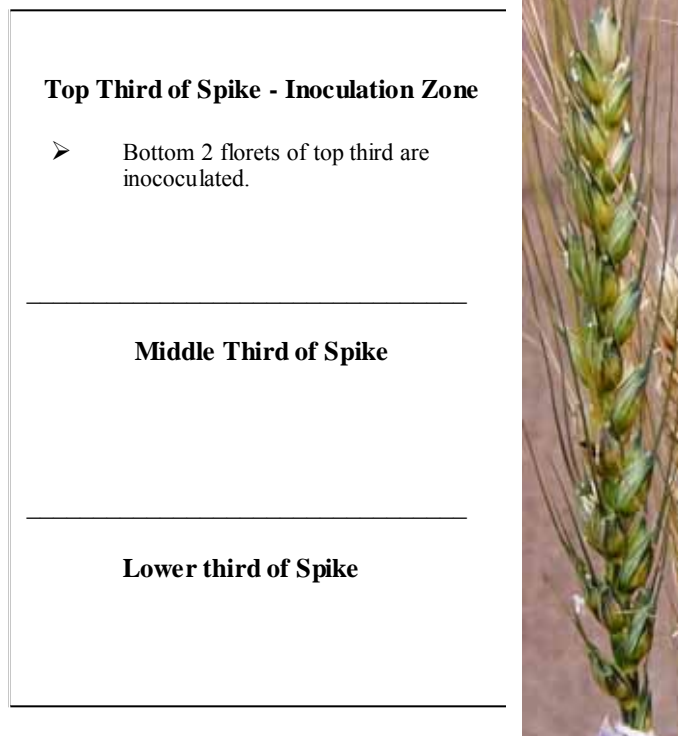 Top Third of Spike - Inoculation Zone
➢ Bottom 2 florets of top third are
inococulated.
Middle Third of Spike
Lower third of Spike